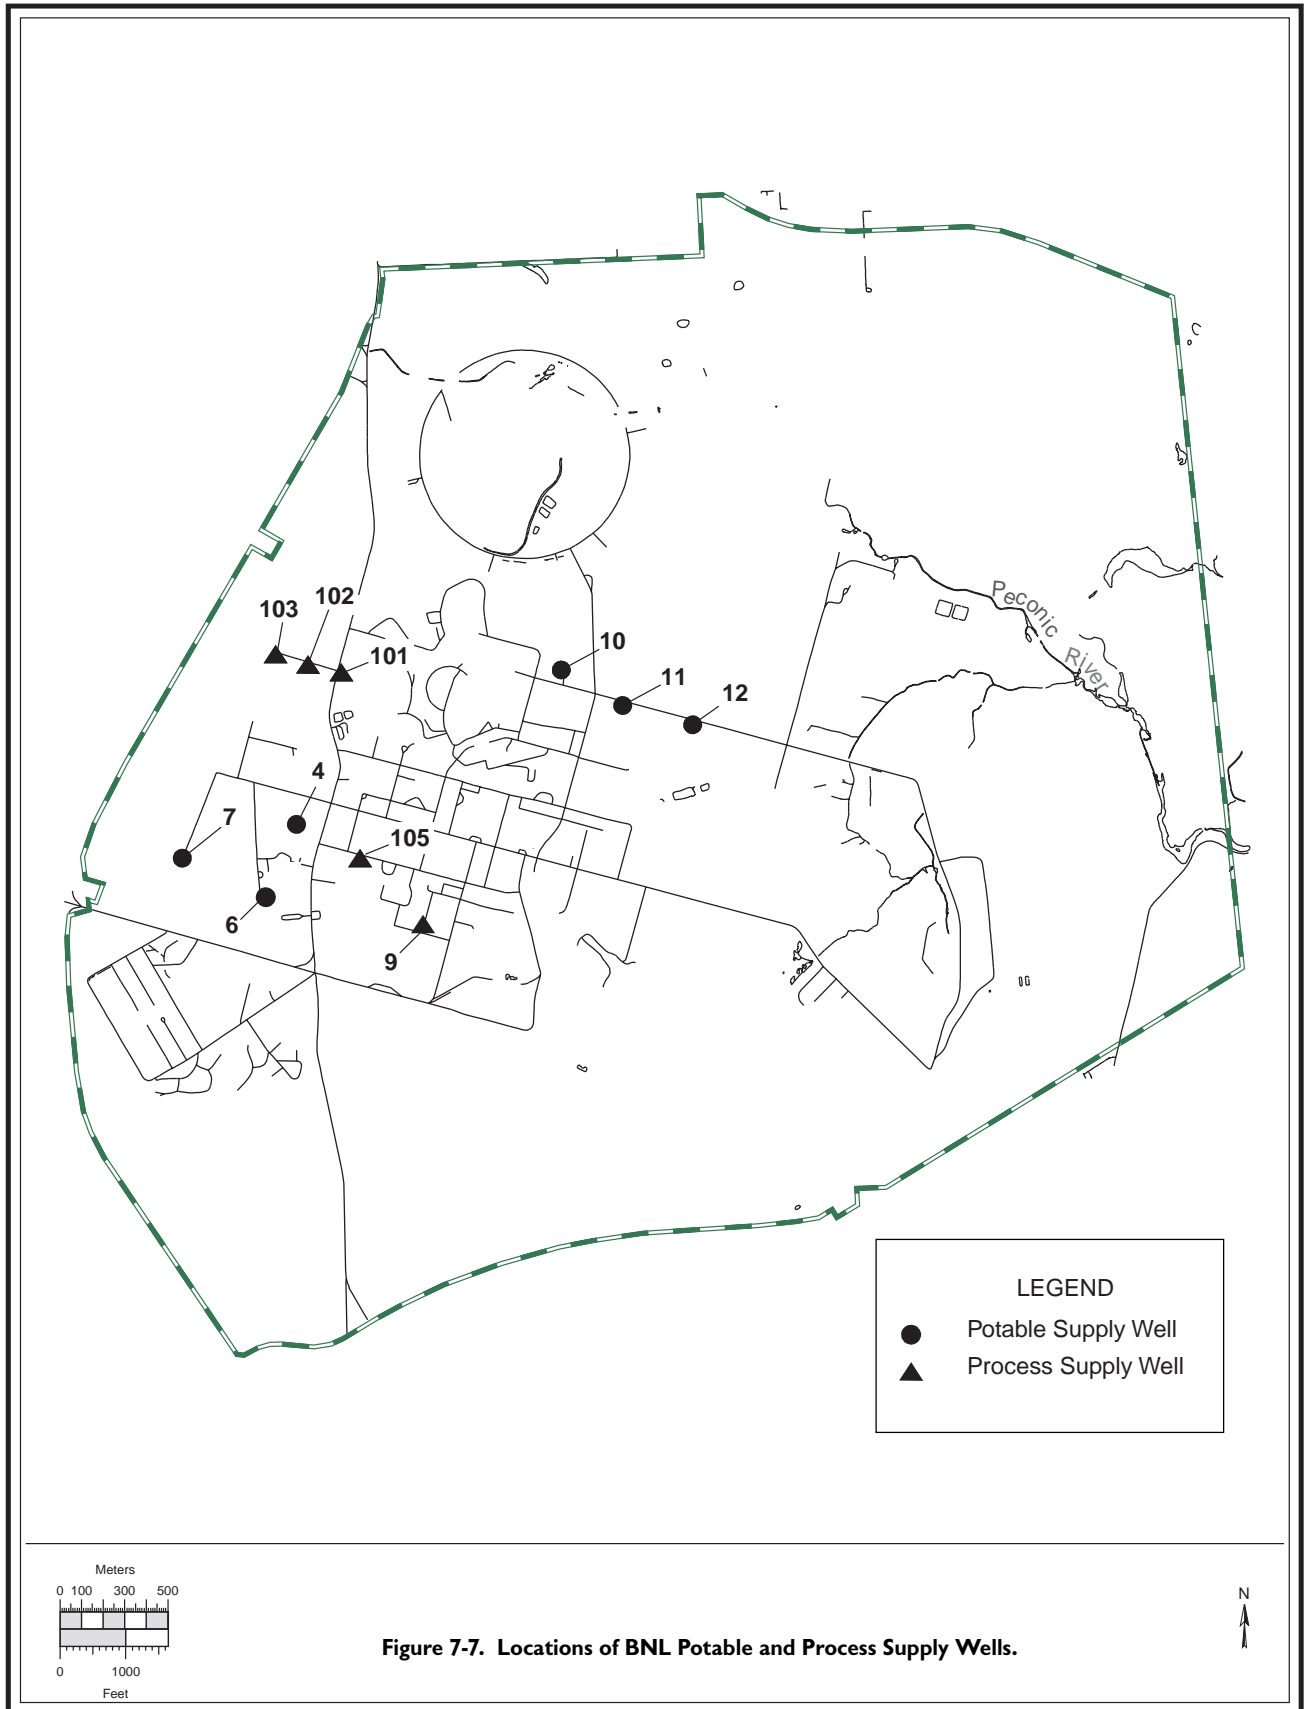 Peconic
River
103
102
101
10
11
12
4
7
105
6
9
LEGEND
Potable Supply Well
Process Supply Well
Meters
0 100 300 500
0 1000
Feet
Figure 7-7. Locations of BNL Potable and Process Supply Wells.
N